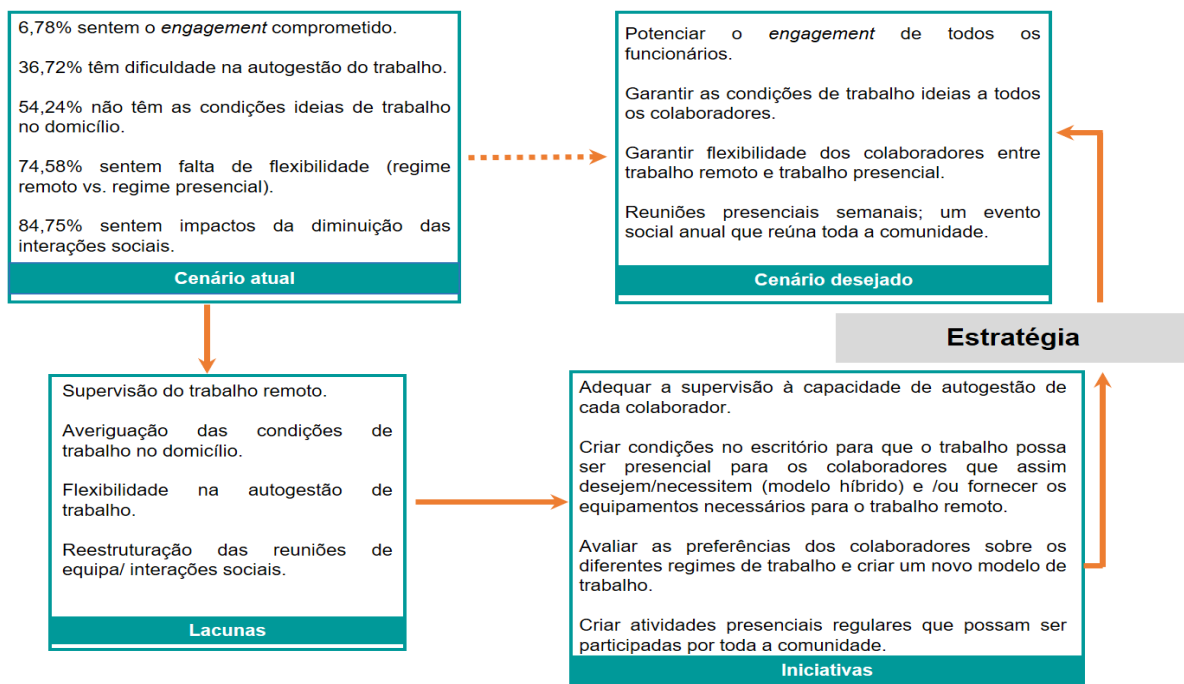 6,78% sentem o engagement comprometido.
36,72% têm dificuldade na autogestão do trabalho.
54,24% não têm as condições ideias de trabalho
no domicílio.
74,58% sentem falta de flexibilidade (regime
remoto vs. regime presencial).
84,75% sentem impactos da diminuição das
interações sociais.
Cenário atual
Potenciar o engagement de todos os
funcionários.
Garantir as condições de trabalho ideias a todos
os colaboradores.
Garantir flexibilidade dos colaboradores entre
trabalho remoto e trabalho presencial.
Reuniões presenciais semanais; um evento
social anual que reúna toda a comunidade.
Cenário desejado
Estratégia
Supervisão do trabalho remoto.
Averiguação das condições de
trabalho no domicílio.
Flexibilidade na autogestão de
trabalho.
Reestruturação das reuniões de
equipa/ interações sociais.
Lacunas
Adequar a supervisão à capacidade de autogestão de
cada colaborador.
Criar condições no escritório para que o trabalho possa
ser presencial para os colaboradores que assim
desejem/necessitem (modelo híbrido) e /ou fornecer os
equipamentos necessários para o trabalho remoto.
Avaliar as preferências dos colaboradores sobre os
diferentes regimes de trabalho e criar um novo modelo de
trabalho.
Criar atividades presenciais regulares que possam ser
participadas por toda a comunidade.
Iniciativas